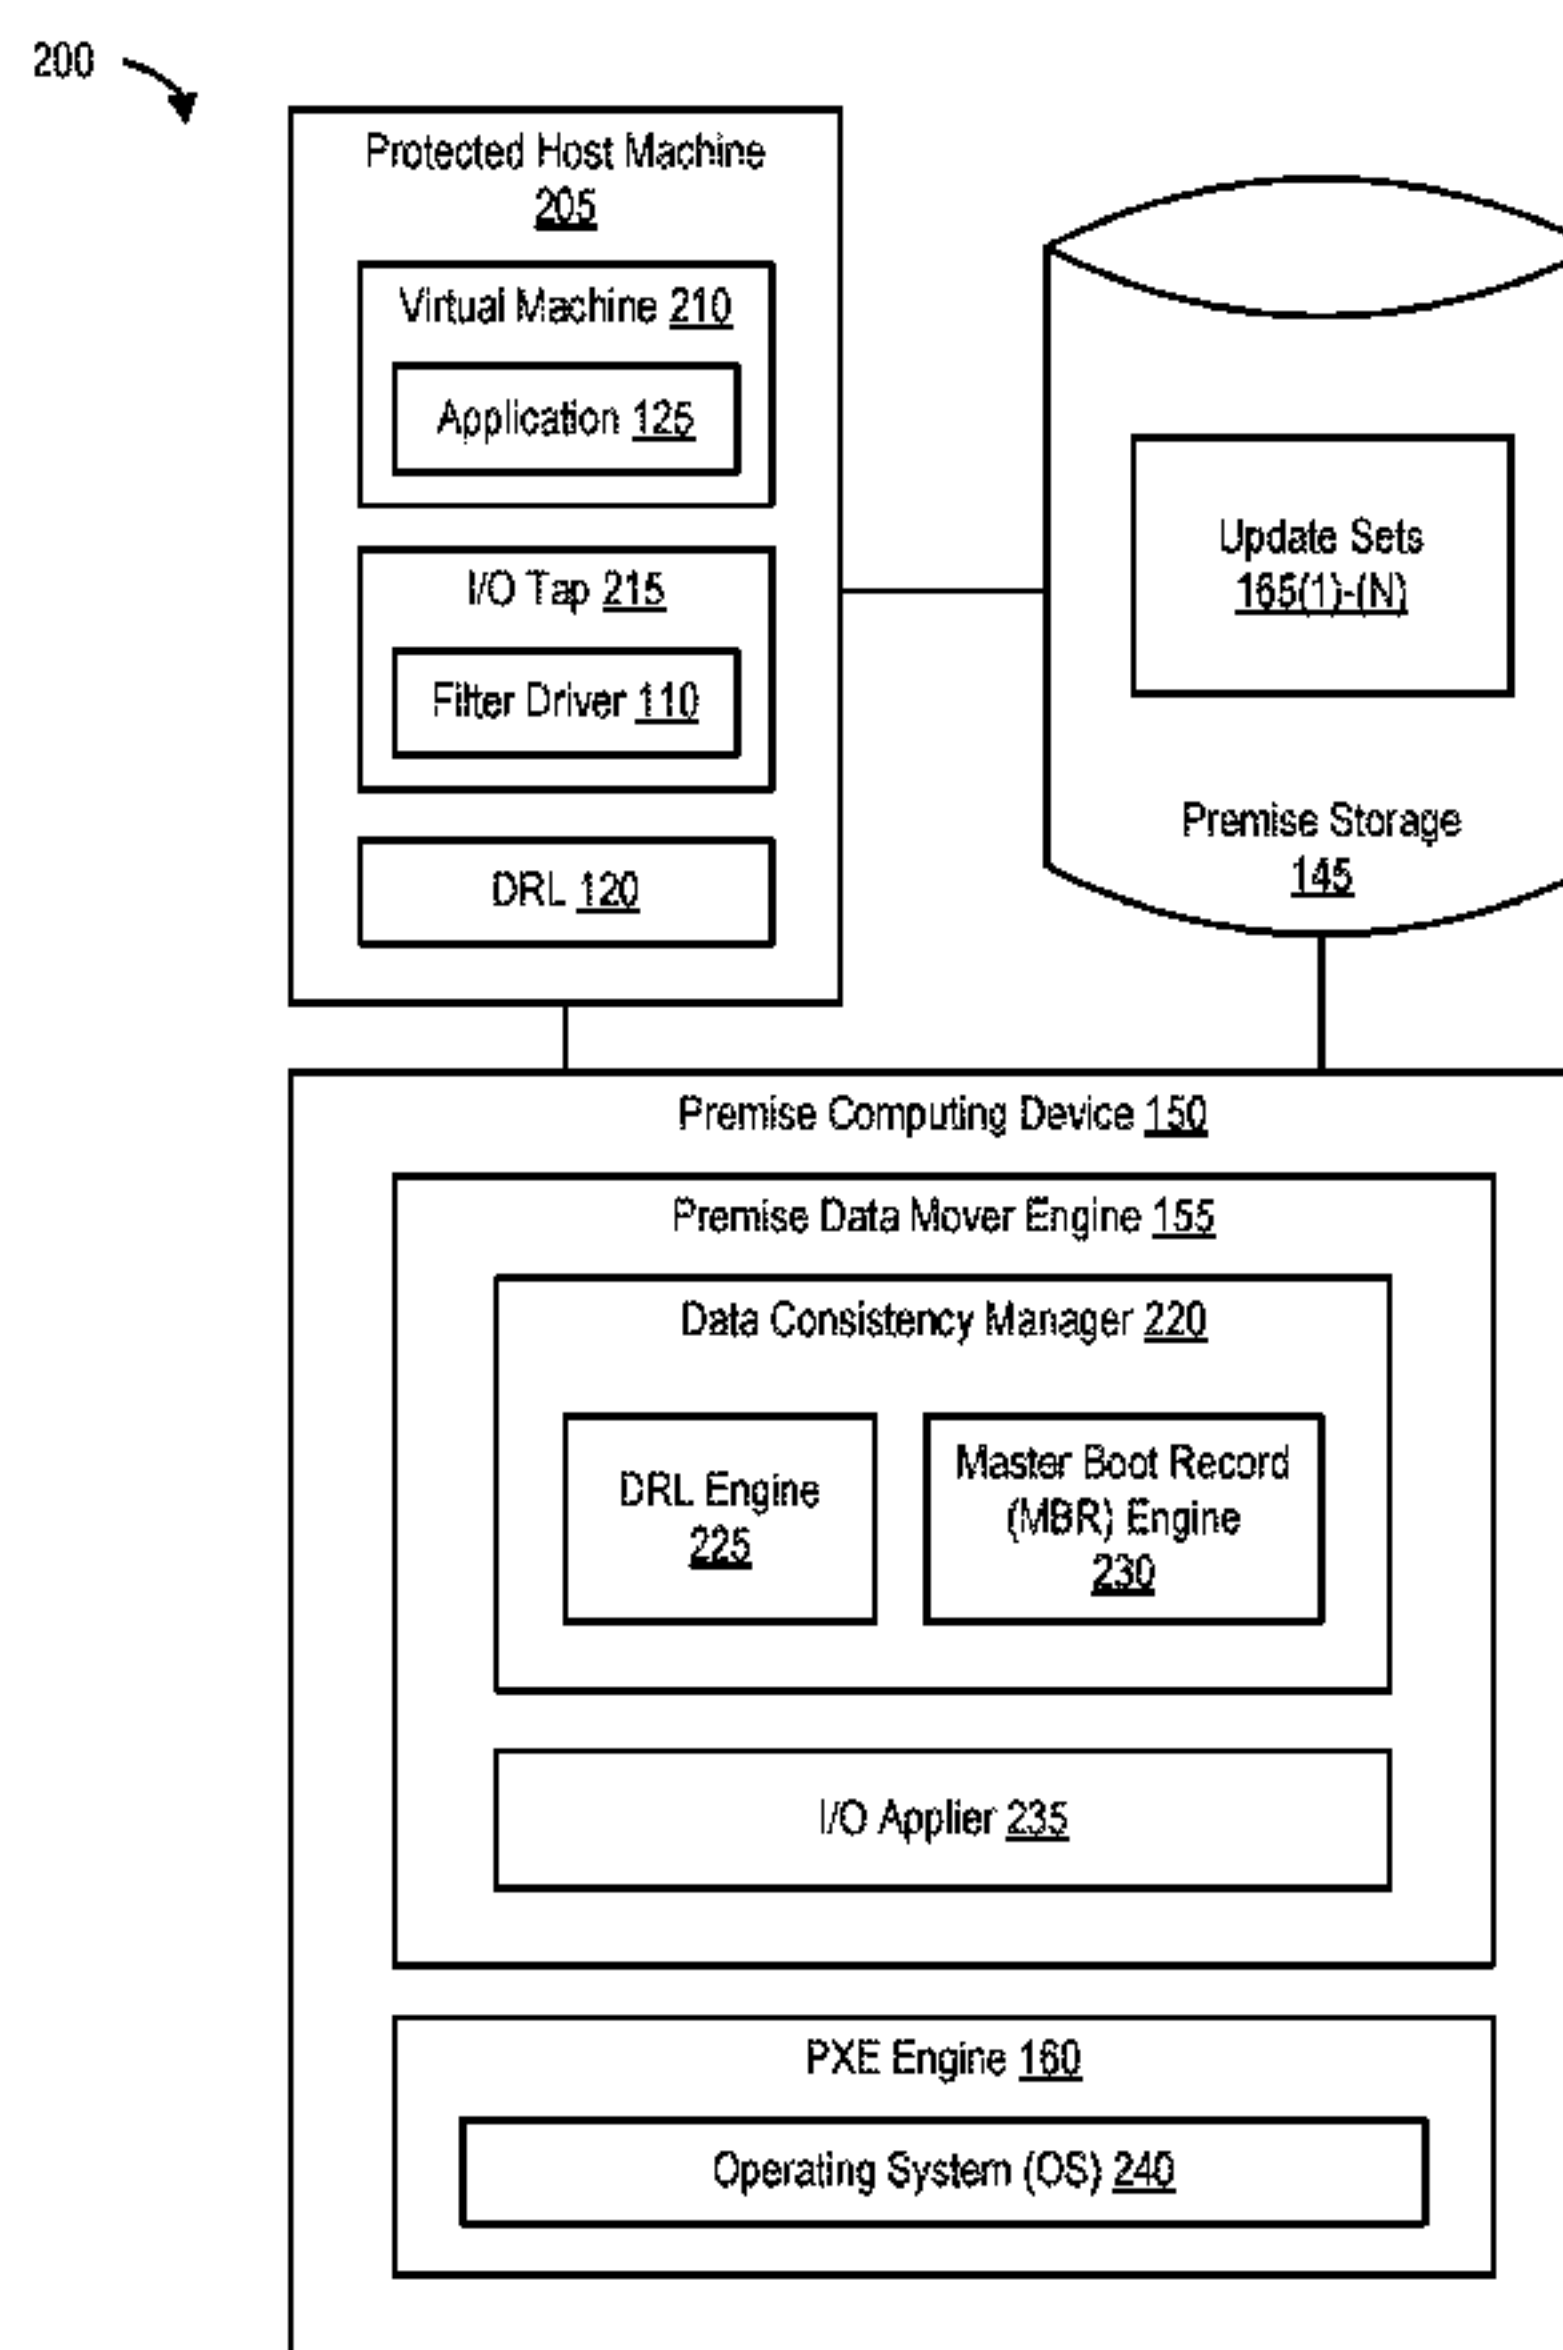 200
Protected Host Machine
205
Virtual Machine 210
Application 125
I/O Tap 215
Filter Driver 110
DRL 120
Update Sets
165(1)-(N)
Premise Storage
145
Premise Computing Device 150
Premise Data Mover Engine 155
Data Consistency Manager 220
DRL Engine
225
Master Boot Record
(MBR) Engine
230
I/O Applier 235
PXE Engine 160
Operating System (OS) 240